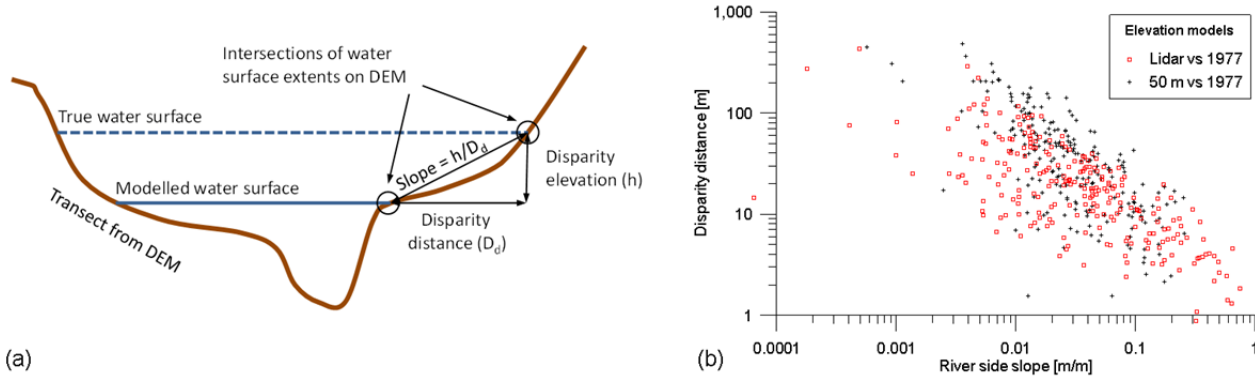 Intersections of water
surface extents on DEM
True water surface
Slope = h/Dd
Disparity
elevation (h)
Modelled water surface
Transect from DEM
Disparity
distance (Dd)
(a)
1,000
100
10
1
Disparity distance [m]
Elevation models
Lidar vs 1977
50 m vs 1977
0.0001
0.001
0.01
0.1
1
River side slope [m/m]
(b)